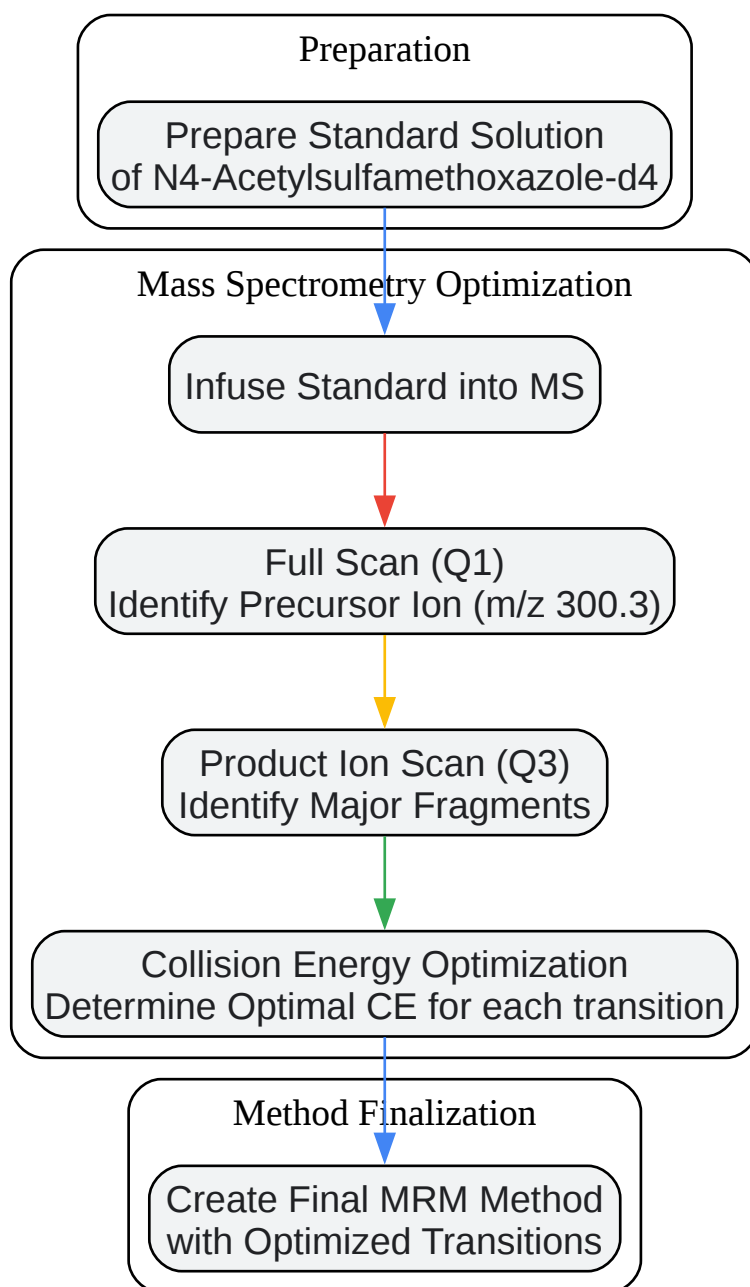 Preparation
Prepare Standard Solution
of N4-Acetylsulfamethoxazole-d4
Mass Spectrometry Optimization
Infuse Standard into MS
Full Scan (Q1)
Identify Precursor Ion (m/z 300.3)
Product Ion Scan (Q3)
Identify Major Fragments
Collision Energy Optimization
Determine Optimal CE for each transition
Method Finalization
Create Final MRM Method
with Optimized Transitions